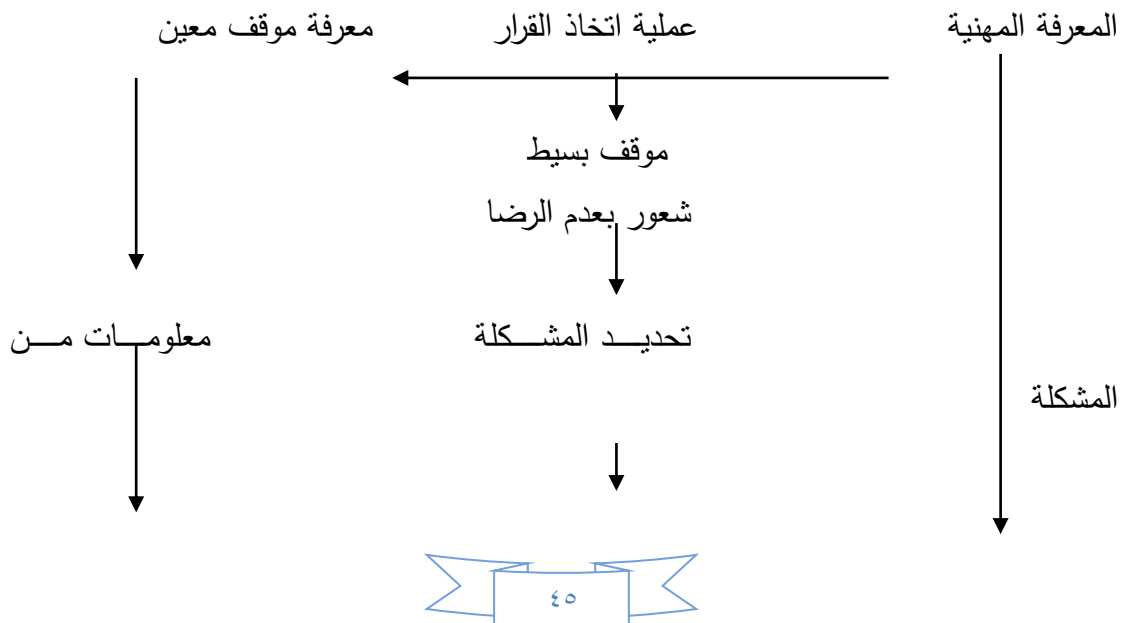 المعرفة المهنية عملية اتخاذ القرار معرفة موقف معين
موقف بسيط
شعور بعدم الرضا
تحديـــد المشـــكلة معلومـــات مـــن
المشكلة
٤٥